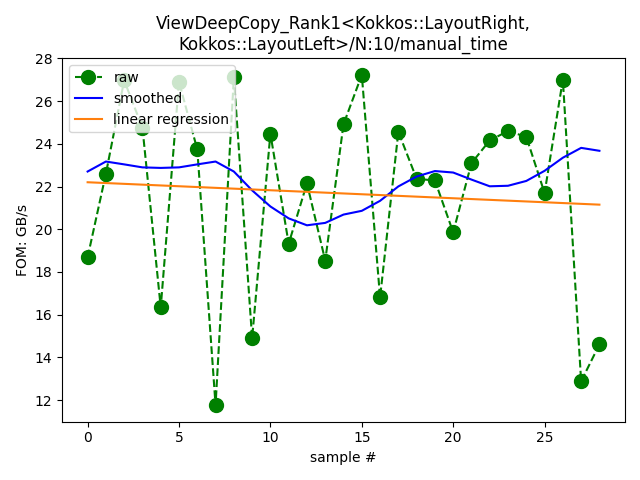 ViewDeepCopy_Rank1<Kokkos::LayoutRight,
Kokkos::LayoutLeft>/N:10/manual_time
raw
smoothed
linear regression
FOM: GB/s
28
26
24
22
20
18
16
14
12
0
5
10
15
20
25
sample #